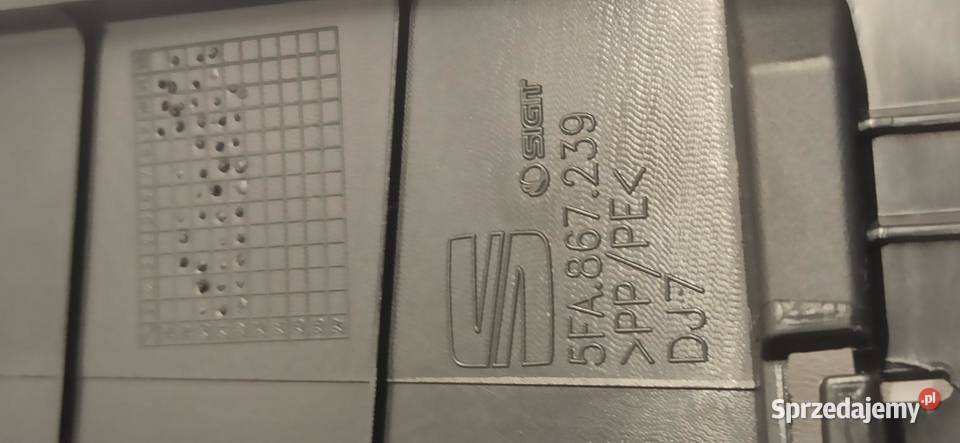 SIGIT
5FA.867.239
>PP/PE<
DJ7
Sprzedajemy.pl